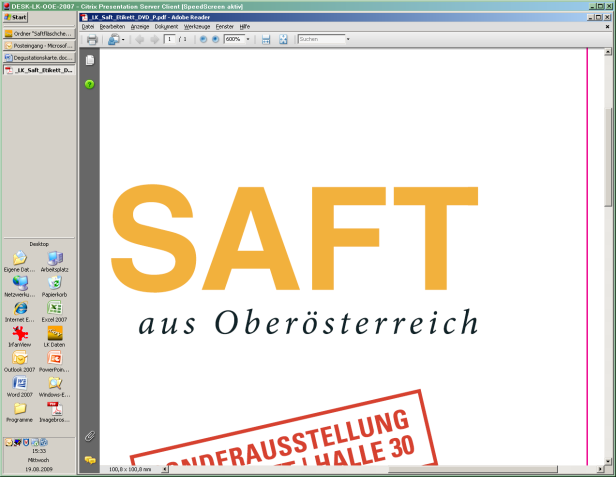 DESK-LK-OOE-2007 - Citrix Presentation Server Client [SpeedScreen aktiv]
Start
_LK_Saft_Etikett_DVD_P.pdf - Adobe Reader
Datei Bearbeiten Anzeige Dokument Werkzeuge Fenster Hilfe
1 / 1 600% Suchen
Ordner "Saftfläschche...
Posteingang - Microsof...
Degustationskarte.doc...
_LK_Saft_Etikett_D...
SAFT
aus Oberösterreich
SONDERAUSSTELLUNG
HALLE 30
100,8 x 100,8 mm
Desktop
Eigene Dat... Arbeitsplatz
Netzwerku... Papierkorb
Internet E... Excel 2007
IrfanView LK Daten
Outlook 2007 PowerPoin...
Word 2007 Windows-E...
Programme Imagebros...
15:33
Mittwoch
19.08.2009